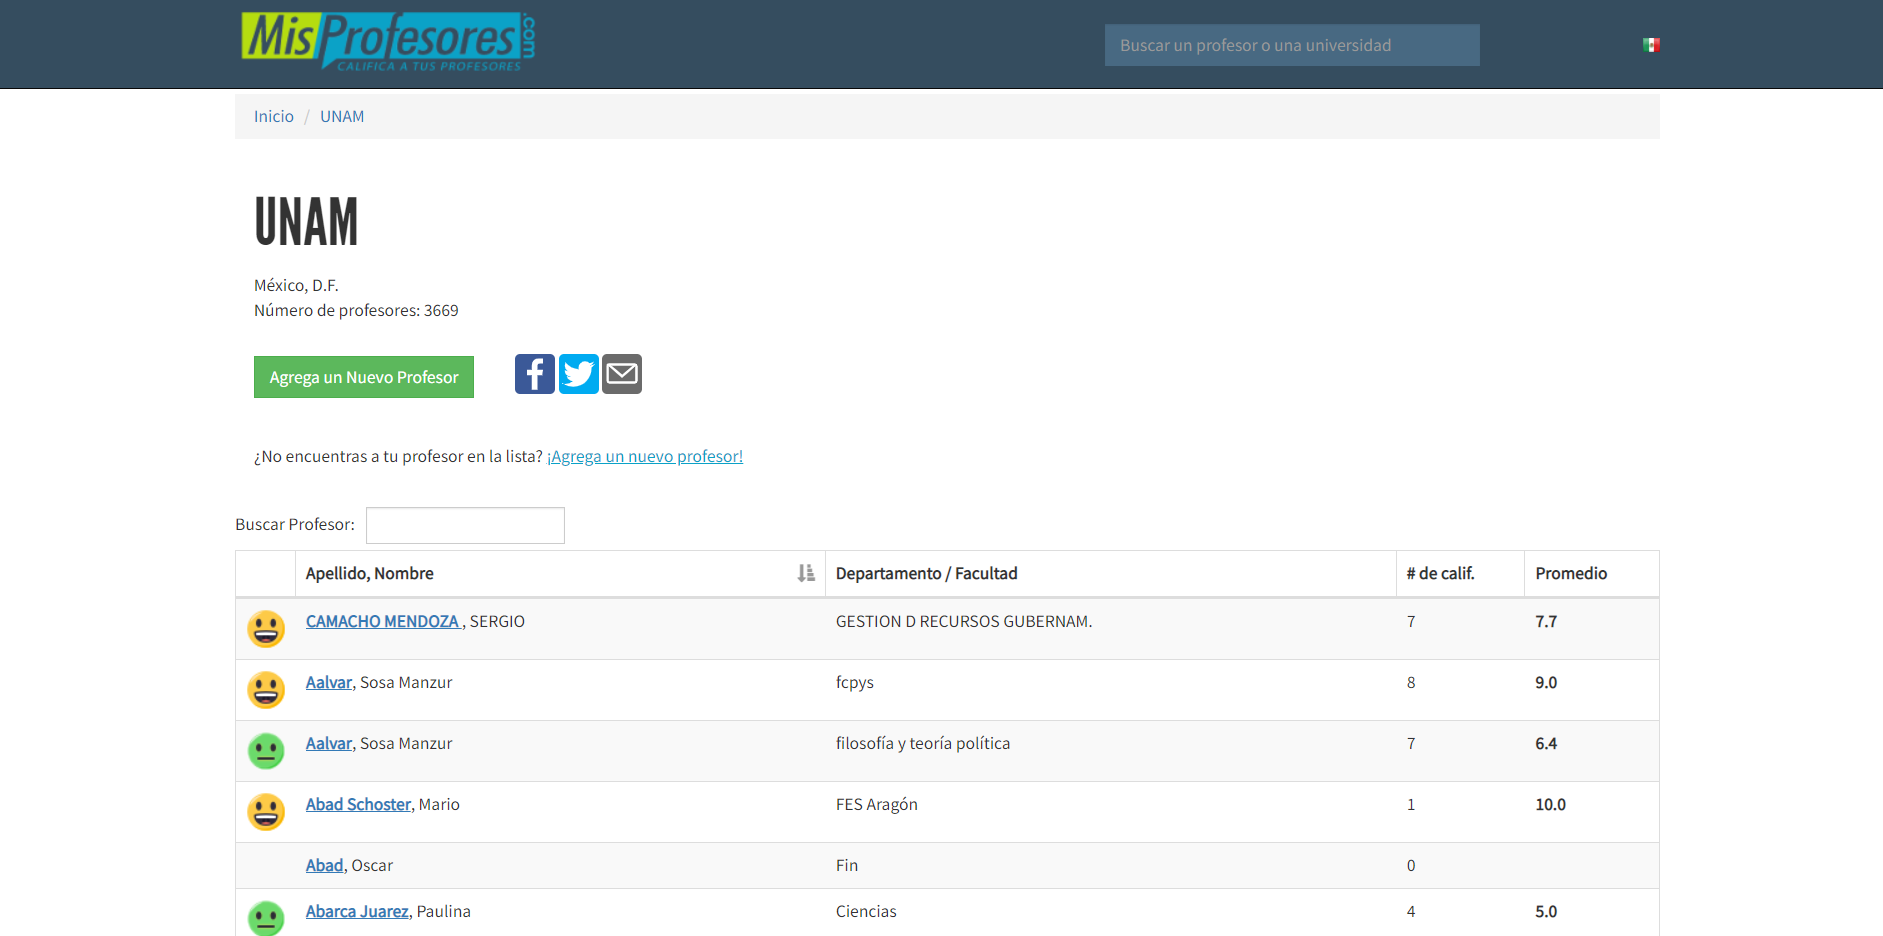 MisProfesores.com
CALIFICA A TUS PROFESORES
Buscar un profesor o una universidad
Inicio / UNAM
UNAM
México, D.F.
Número de profesores: 3669
Agrega un Nuevo Profesor
¿No encuentras a tu profesor en la lista? ¡Agrega un nuevo profesor!
Buscar Profesor:
Apellido, Nombre Departamento / Facultad # de calif. Promedio
CAMACHO MENDOZA , SERGIO GESTION D RECURSOS GUBERNAM. 7 7.7
Aalvar, Sosa Manzur fcpys 8 9.0
Aalvar, Sosa Manzur filosofía y teoría política 7 6.4
Abad Schoster, Mario FES Aragón 1 10.0
Abad, Oscar Fin 0
Abarca Juarez, Paulina Ciencias 4 5.0